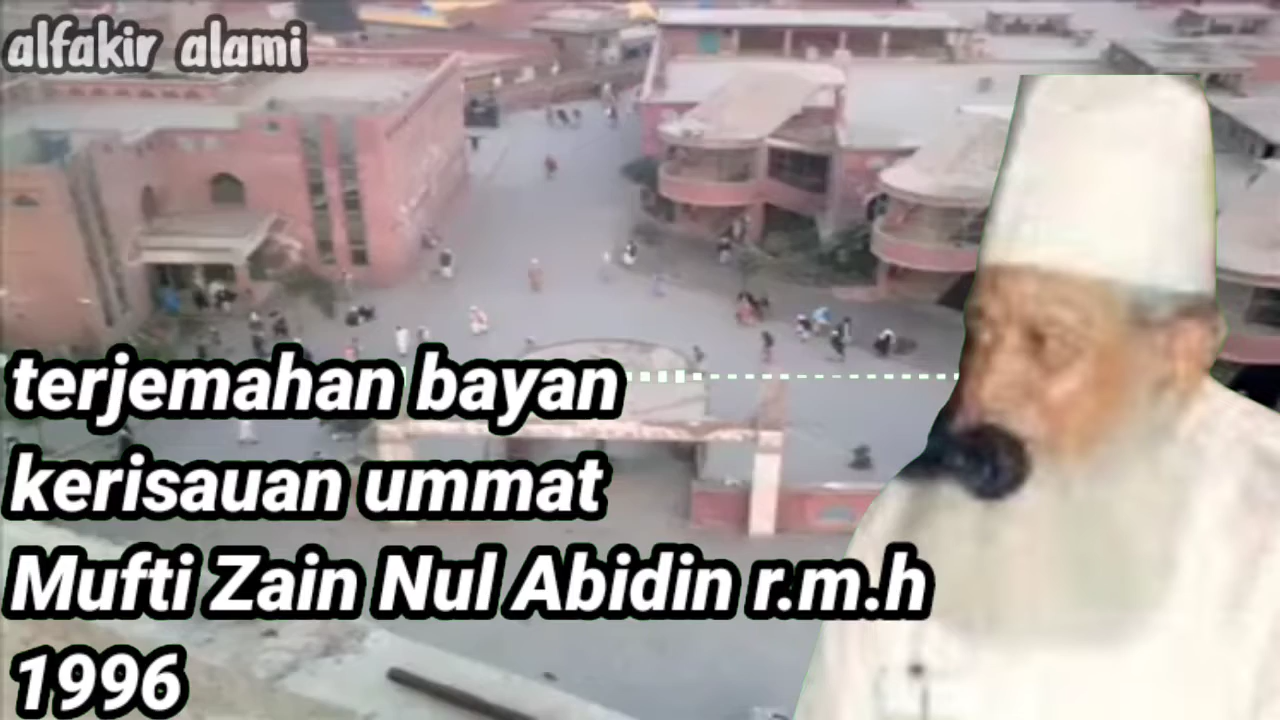 alfakir alami
terjemahan bayan
kerisauan ummat
Mufti Zain Nul Abidin r.m.h
1996